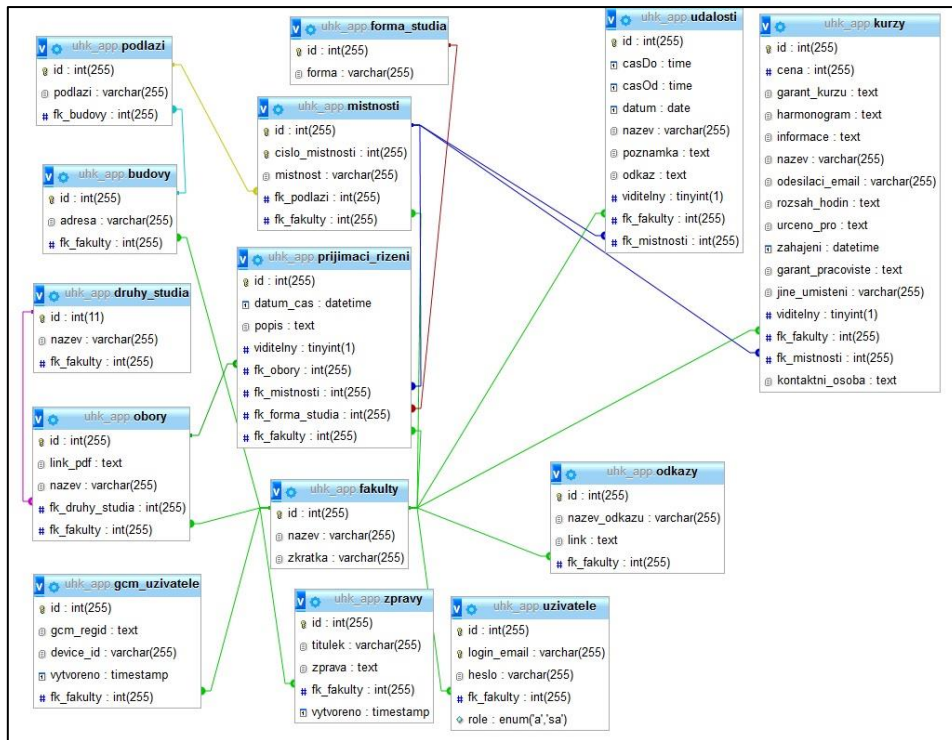 uhk_app.podlazi
id : int(255)
podlazi : varchar(255)
fk_budovy : int(255)
uhk_app.forma_studia
id : int(255)
forma : varchar(255)
uhk_app.udalosti
id : int(255)
casDo : time
casOd : time
datum : date
nazev : varchar(255)
poznamka : text
odkaz : text
viditelny : tinyint(1)
fk_fakulty : int(255)
fk_mistnosti : int(255)
uhk_app.kurzy
id : int(255)
cena : int(255)
garant_kurzu : text
harmonogram : text
informace : text
nazev : varchar(255)
odesilaci_email : varchar(255)
rozsah_hodin : text
urceno_pro : text
zahajeni : datetime
garant_pracoviste : text
jine_umisteni : varchar(255)
viditelny : tinyint(1)
fk_fakulty : int(255)
fk_mistnosti : int(255)
kontaktni_osoba : text
uhk_app.mistnosti
id : int(255)
cislo_mistnosti : int(255)
mistnost : varchar(255)
fk_podlazi : int(255)
fk_fakulty : int(255)
uhk_app.budovy
id : int(255)
adresa : varchar(255)
fk_fakulty : int(255)
uhk_app.prijimaci_rizeni
id : int(255)
datum_cas : datetime
popis : text
viditelny : tinyint(1)
fk_obory : int(255)
fk_mistnosti : int(255)
fk_forma_studia : int(255)
fk_fakulty : int(255)
uhk_app.druhy_studia
id : int(11)
nazev : varchar(255)
fk_fakulty : int(255)
uhk_app.obory
id : int(255)
link_pdf : text
nazev : varchar(255)
fk_druhy_studia : int(255)
fk_fakulty : int(255)
uhk_app.fakulty
id : int(255)
nazev : varchar(255)
zkratka : varchar(255)
uhk_app.odkazy
id : int(255)
nazev_odkazu : varchar(255)
link : text
fk_fakulty : int(255)
uhk_app.gcm_uzivatele
id : int(255)
gcm_regid : text
device_id : varchar(255)
vytvoreno : timestamp
fk_fakulty : int(255)
uhk_app.zpravy
id : int(255)
titulek : varchar(255)
zprava : text
fk_fakulty : int(255)
vytvoreno : timestamp
uhk_app.uzivatele
id : int(255)
login_email : varchar(255)
heslo : varchar(255)
fk_fakulty : int(255)
role : enum('a','sa')